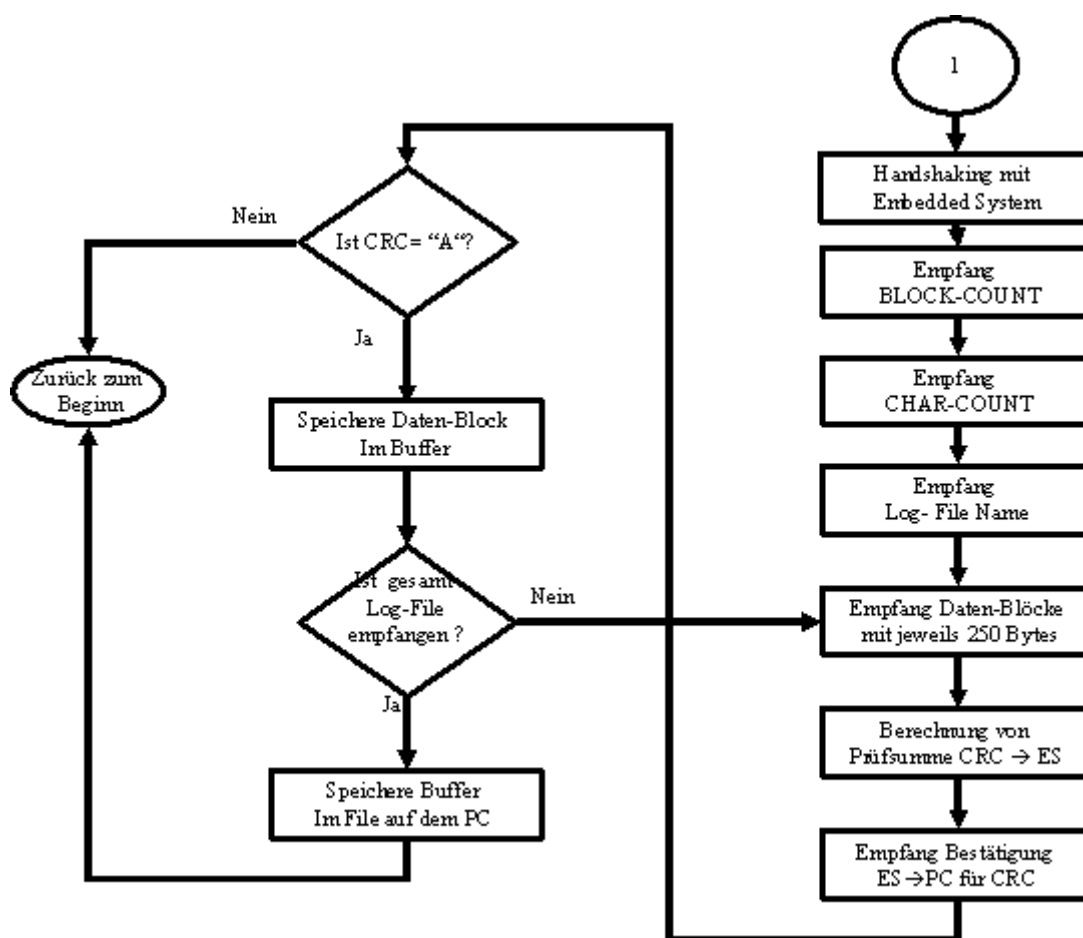 1
Handshaking mit
Embedded System
Empfang
BLOCK-COUNT
Empfang
CHAR-COUNT
Empfang
Log- File Name
Empfang Daten-Blöcke
mit jeweils 250 Bytes
Berechnung von
Prüfsumme CRC → ES
Empfang Bestätigung
ES→PC für CRC
Ist CRC= “A“?
Nein
Ja
Zurück zum
Beginn
Speichere Daten-Block
Im Buffer
Ist gesamt
Log-File
empfangen ?
Nein
Ja
Speichere Buffer
Im File auf dem PC